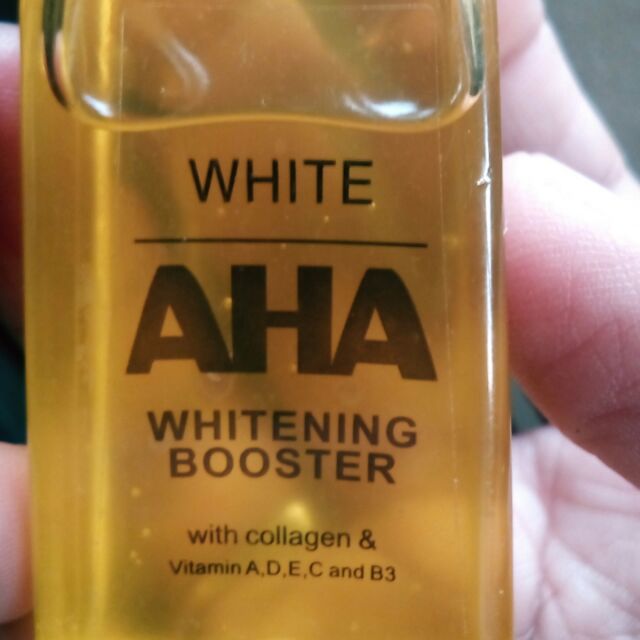 WHITE
AHA
WHITENING
BOOSTER
with collagen &
Vitamin A,D,E,C and B3